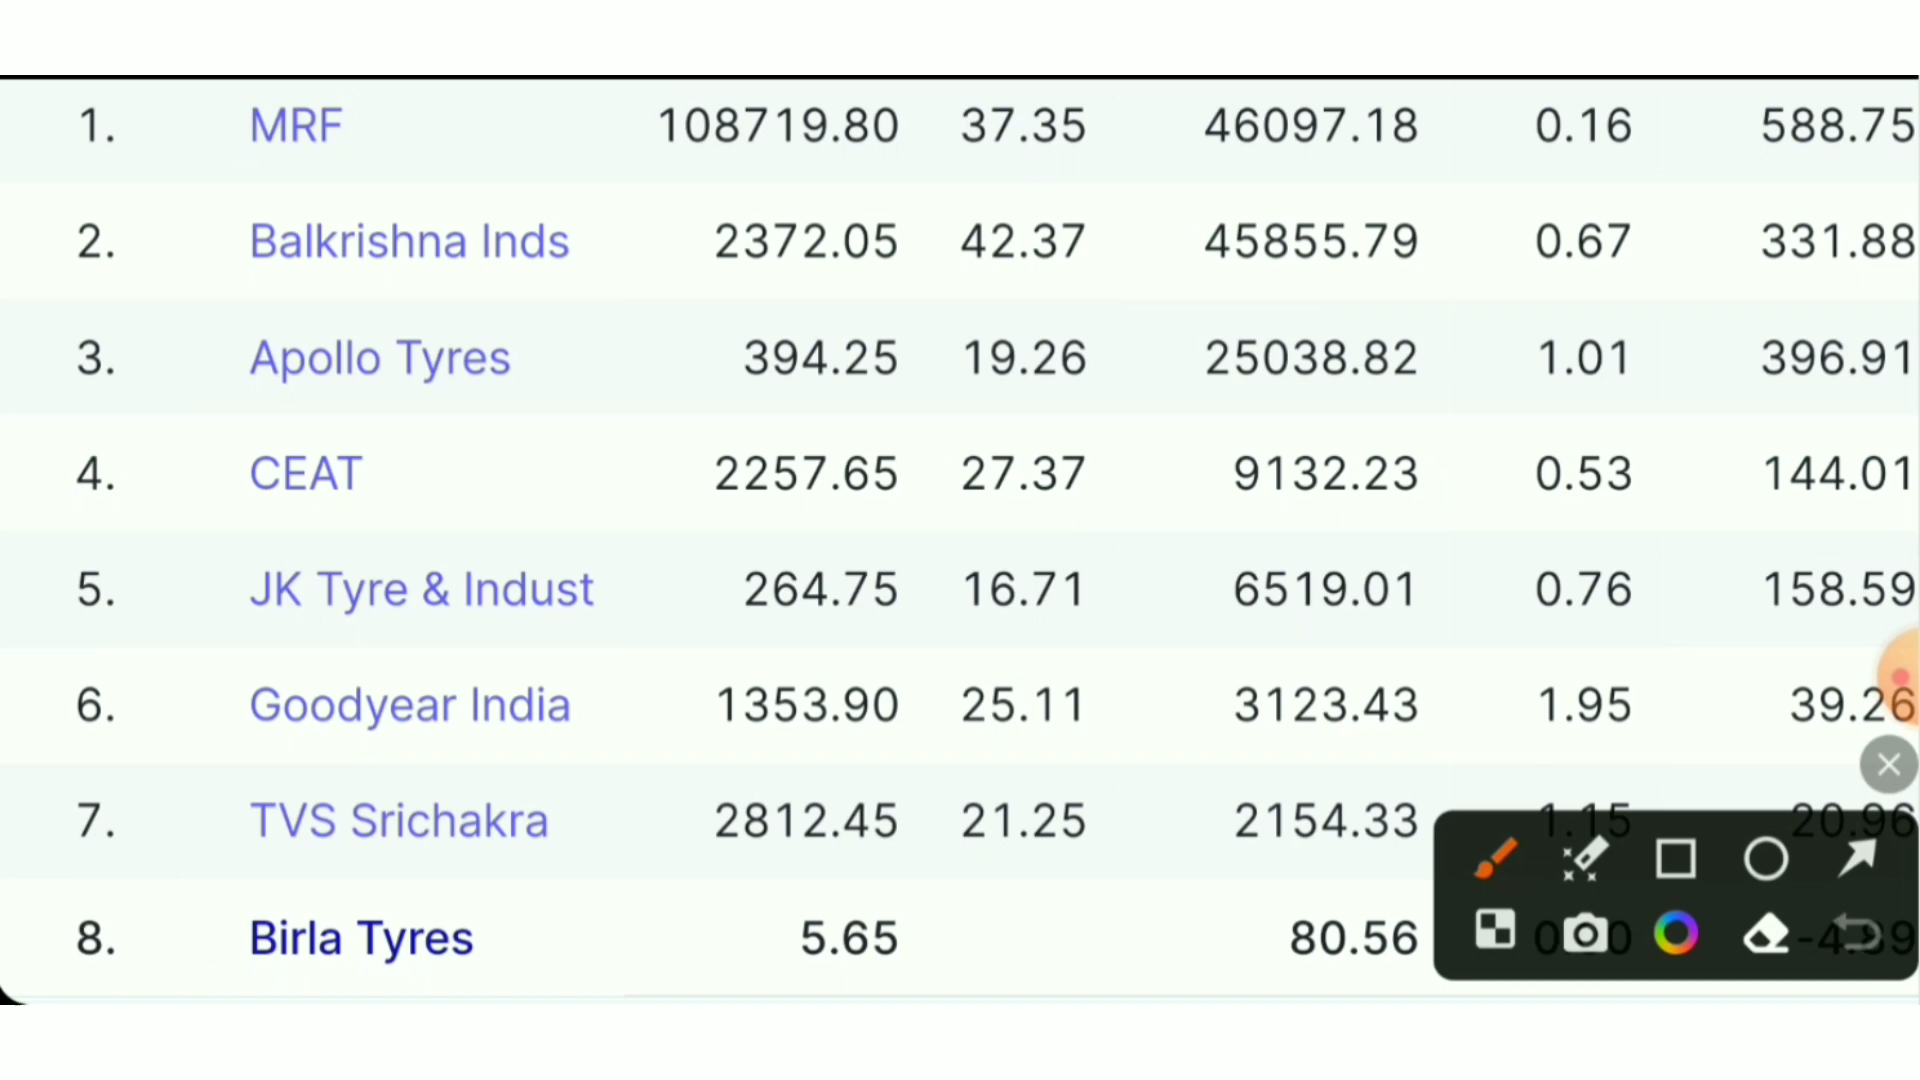 1. MRF 108719.80 37.35 46097.18 0.16 588.75
2. Balkrishna Inds 2372.05 42.37 45855.79 0.67 331.88
3. Apollo Tyres 394.25 19.26 25038.82 1.01 396.91
4. CEAT 2257.65 27.37 9132.23 0.53 144.01
5. JK Tyre & Indust 264.75 16.71 6519.01 0.76 158.59
6. Goodyear India 1353.90 25.11 3123.43 1.95 39.26
7. TVS Srichakra 2812.45 21.25 2154.33 1.15 20.96
8. Birla Tyres 5.65 80.56